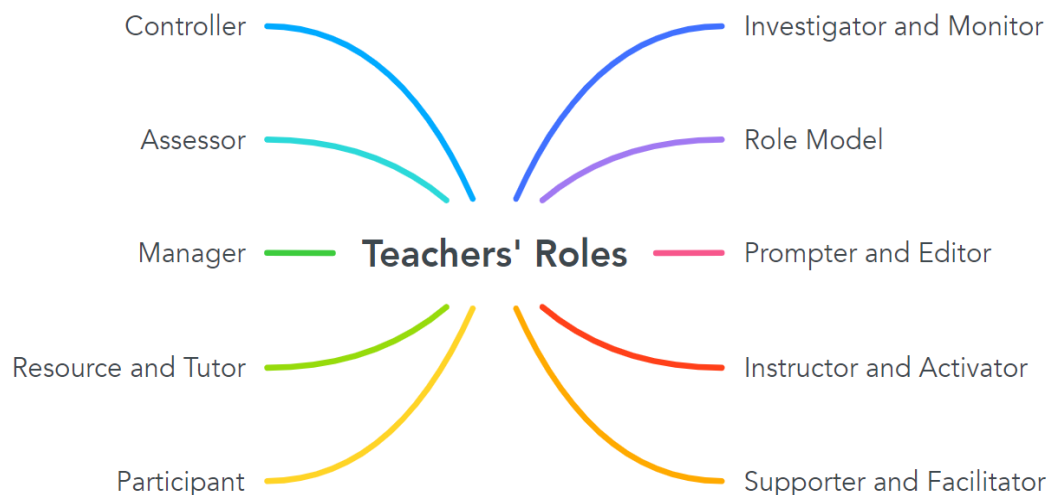 Controller
Investigator and Monitor
Assessor
Role Model
Manager
Teachers' Roles
Prompter and Editor
Resource and Tutor
Instructor and Activator
Participant
Supporter and Facilitator